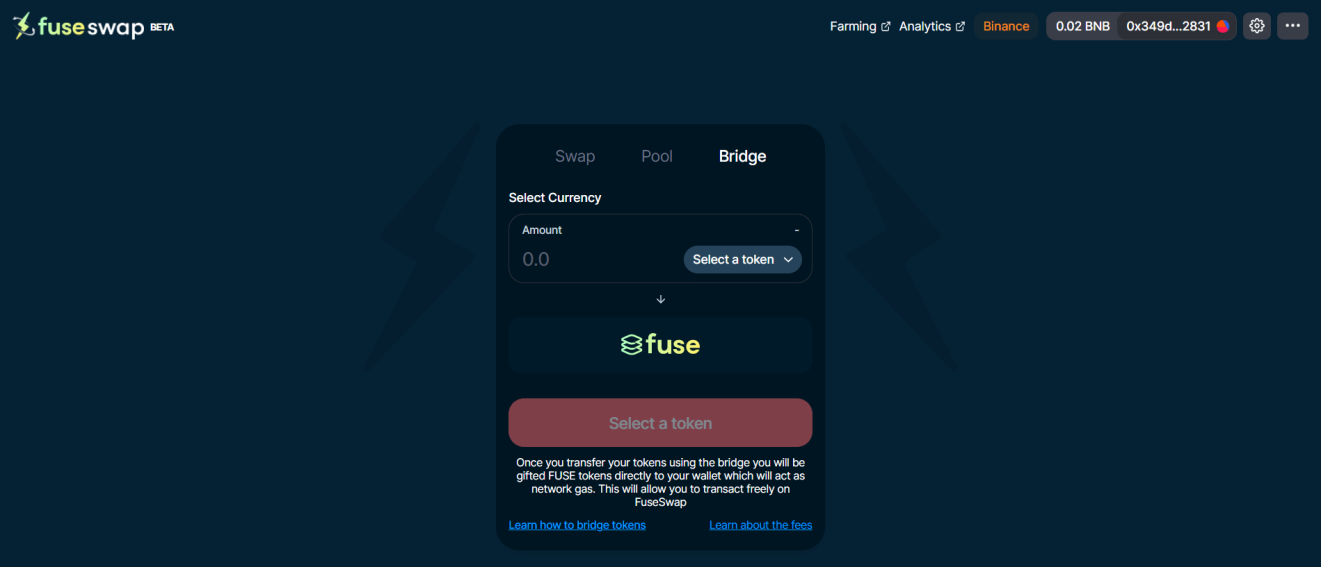 fuseswap BETA
Farming Analytics Binance 0.02 BNB 0x349d...2831
Swap Pool Bridge
Select Currency
Amount -
0.0 Select a token
fuse
Select a token
Once you transfer your tokens using the bridge you will be
gifted FUSE tokens directly to your wallet which will act as
network gas. This will allow you to transact freely on
FuseSwap
Learn how to bridge tokens Learn about the fees